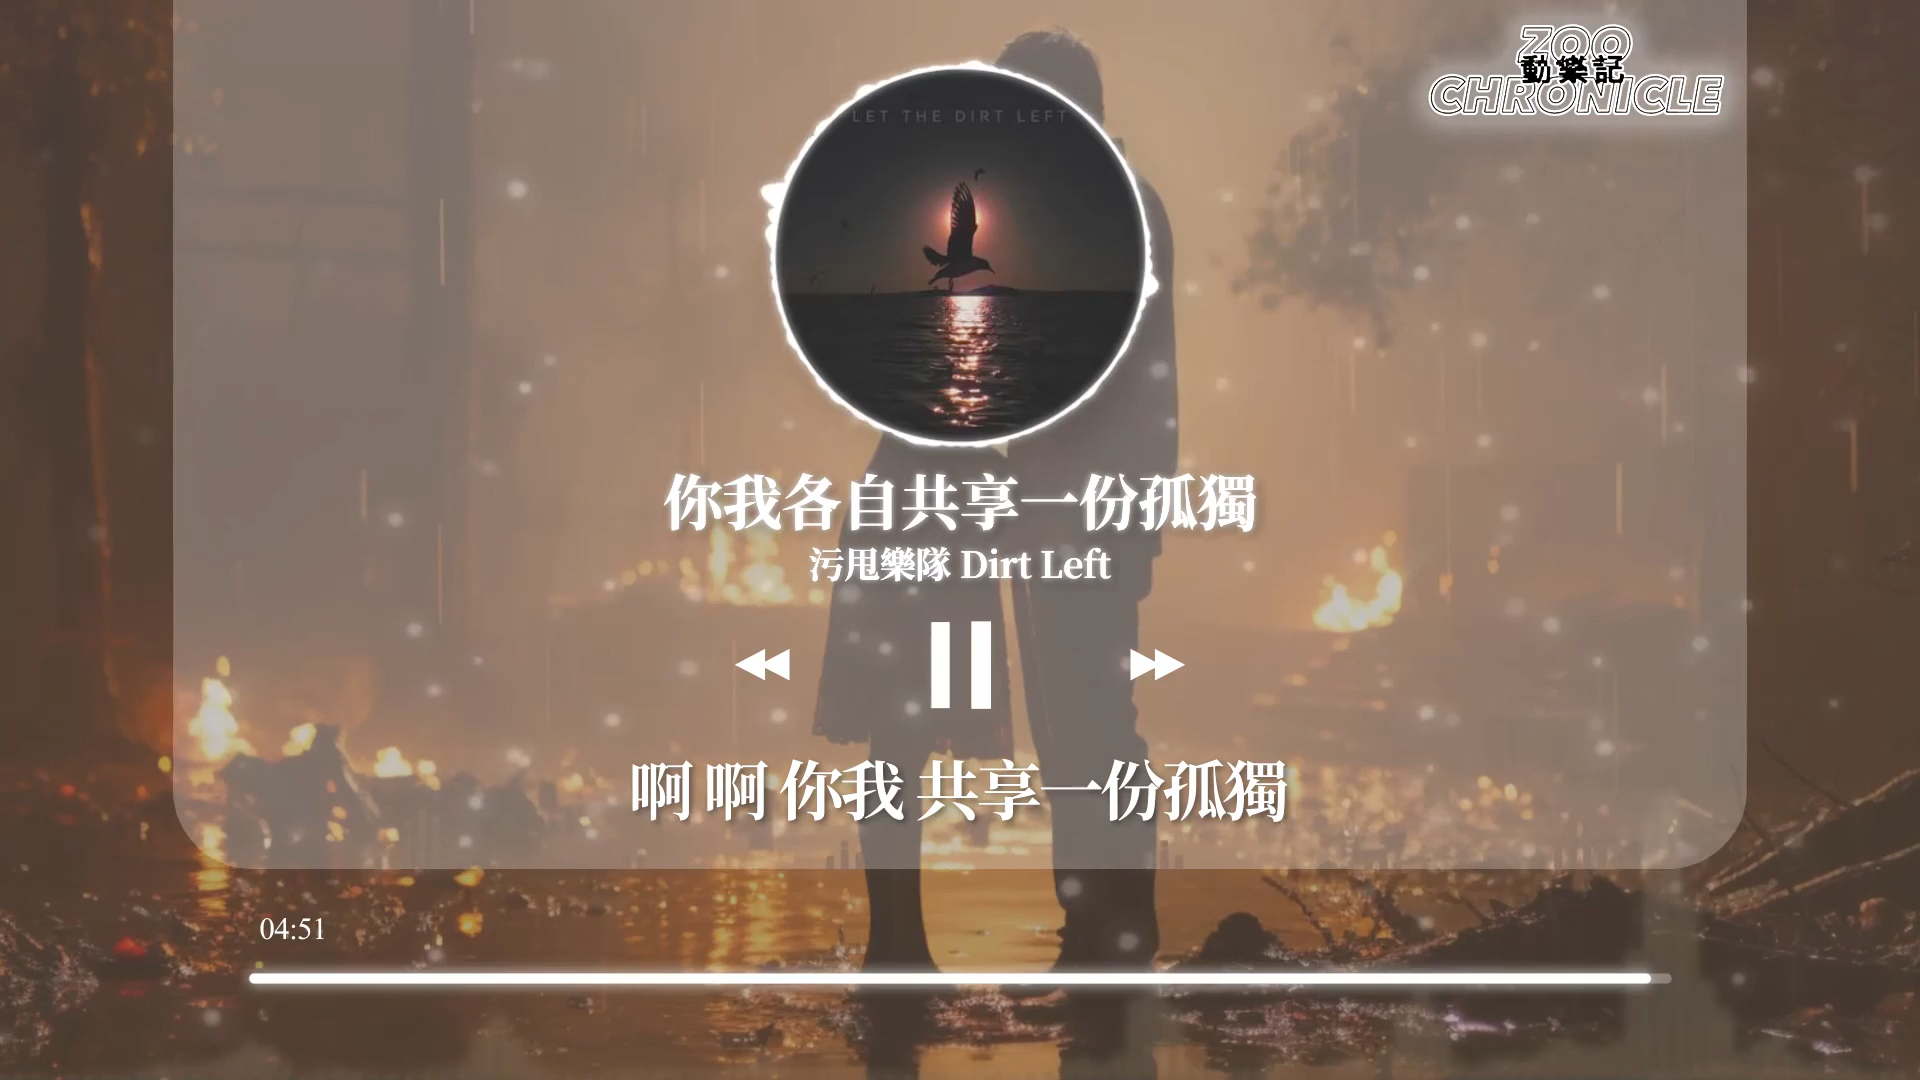 ZOO
動樂記
CHRONICLE
LET THE DIRT LEFT
你我各自共享一份孤獨
污甩樂隊 Dirt Left
啊 啊 你我 共享一份孤獨
04:51